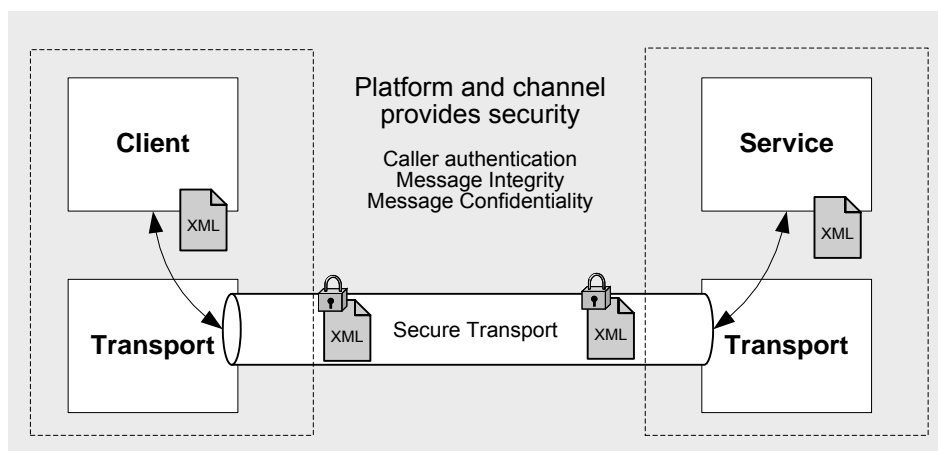 Platform and channel
provides security
Caller authentication
Message Integrity
Message Confidentiality
Client
XML
Service
XML
Transport
XML
Secure Transport
XML
Transport